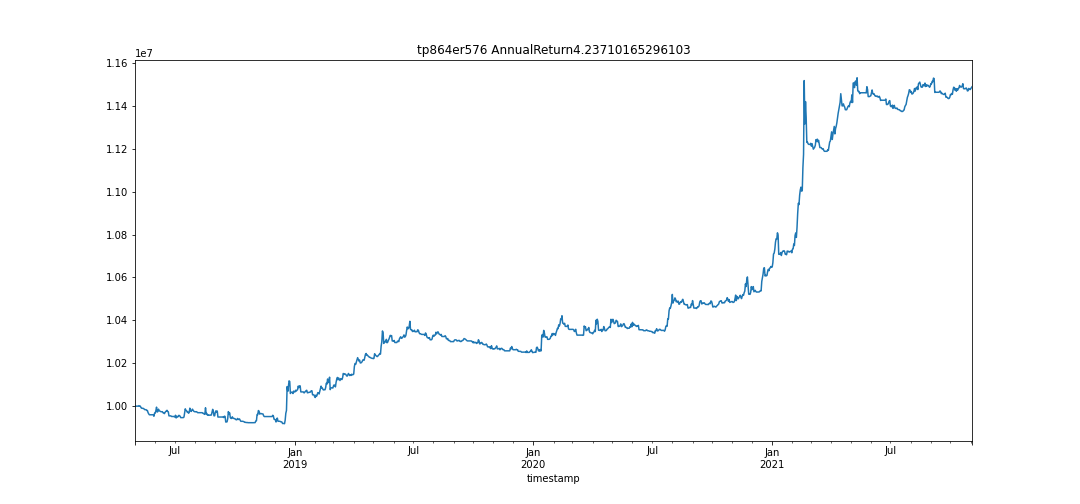 tp864er576 AnnualReturn4.23710165296103
1e7
1.16
1.14
1.12
1.10
1.08
1.06
1.04
1.02
1.00
Jul Jan Jul Jan Jul Jan Jul
2019 2020 2021
timestamp